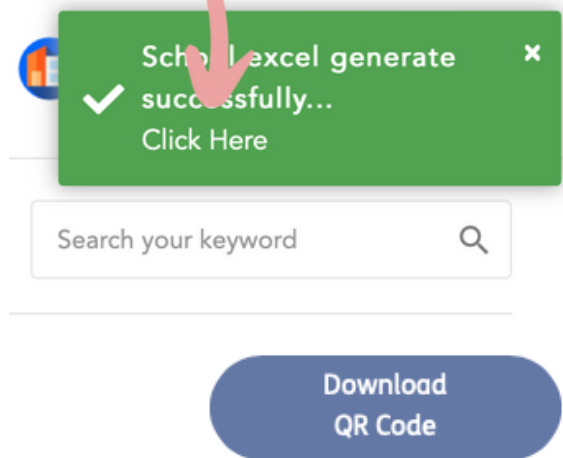 School excel generate
successfully...
Click Here
Search your keyword
Download
QR Code